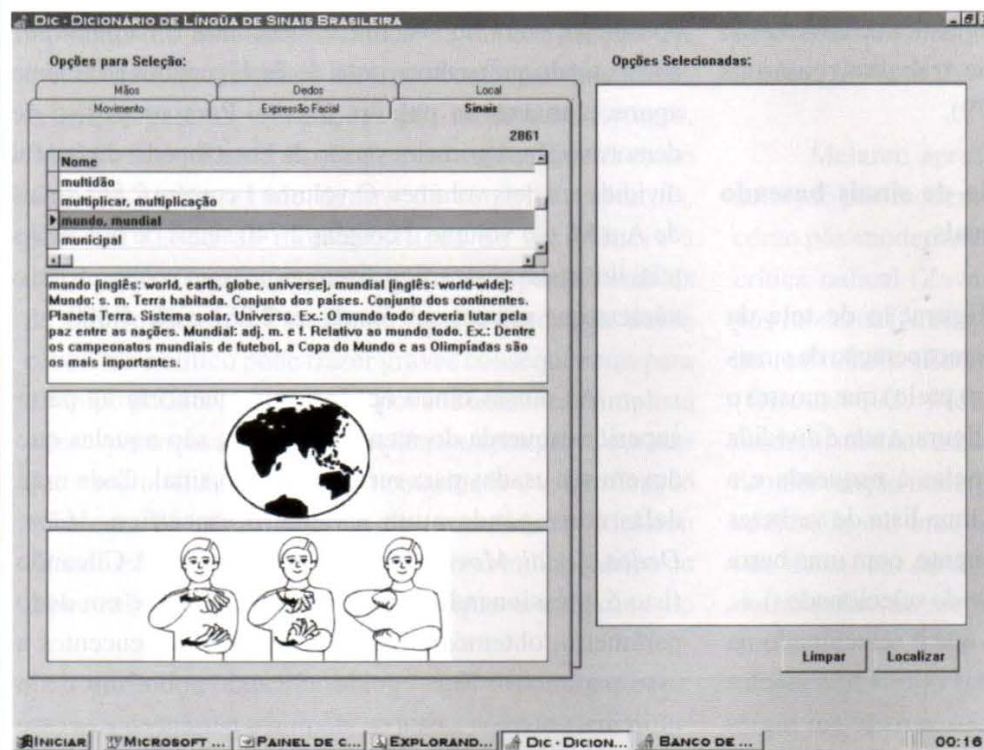 DIC - DICIONÁRIO DE LÍNGÜA DE SINAIS BRASILEIRA
Opções para Seleção:
Opções Selecionadas:
Mãos Dedos Local
Movimento Expressão Facial Sinais
2861
Nome
multidão
multiplicar, multiplicação
mundo, mundial
municipal
mundo (inglês: world, earth, globe, universe), mundial (inglês: world-wide):
Mundo: s. m. Terra habitada. Conjunto dos países. Conjunto dos continentes.
Planeta Terra. Sistema solar. Universo. Ex.: O mundo todo deveria lutar pela
paz entre as nações. Mundial: adj. m. e f. Relativo ao mundo todo. Ex.: Dentre
os campeonatos mundiais de futebol, a Copa do Mundo e as Olimpíadas são
os mais importantes.
Limpar Localizar
INICIAR MICROSOFT ... PAINEL DE C... EXPLORAND... DIC - DICION... BANCO DE ... 00:16